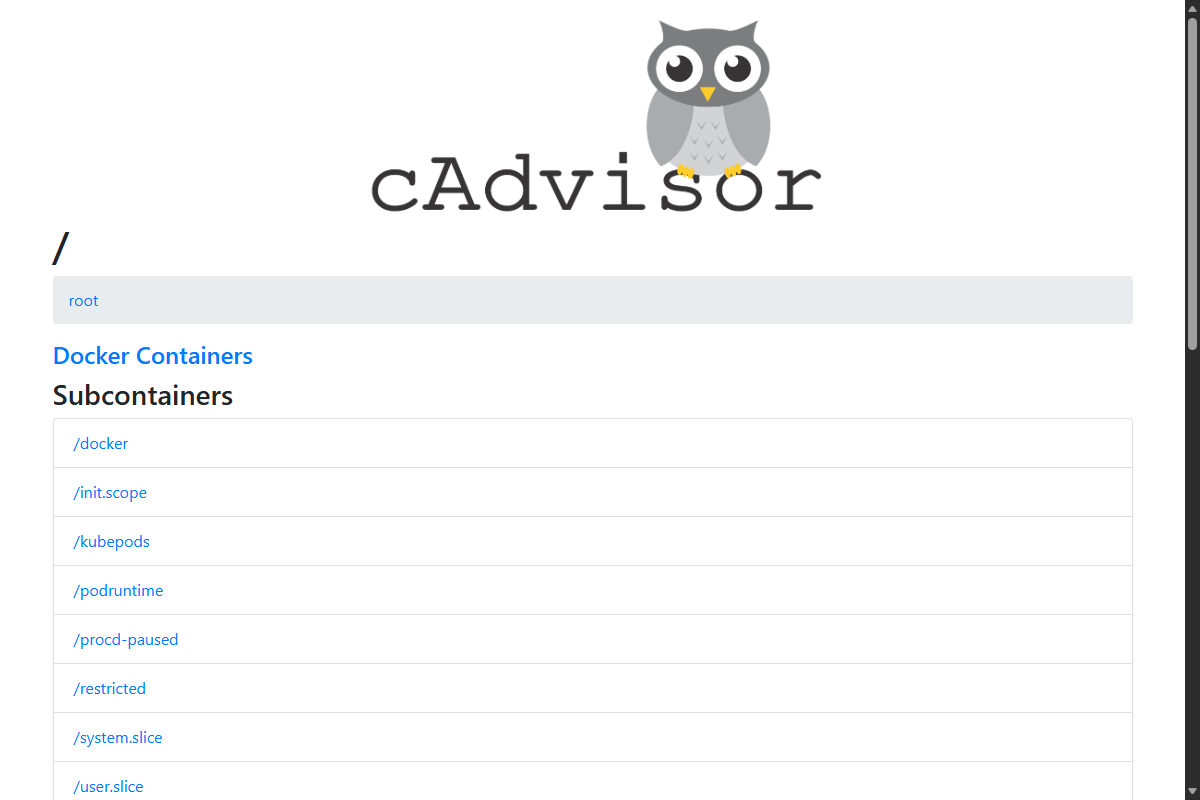 cAdvisor
/
root
Docker Containers
Subcontainers
/docker
/init.scope
/kubepods
/podruntime
/procd-paused
/restricted
/system.slice
/user.slice